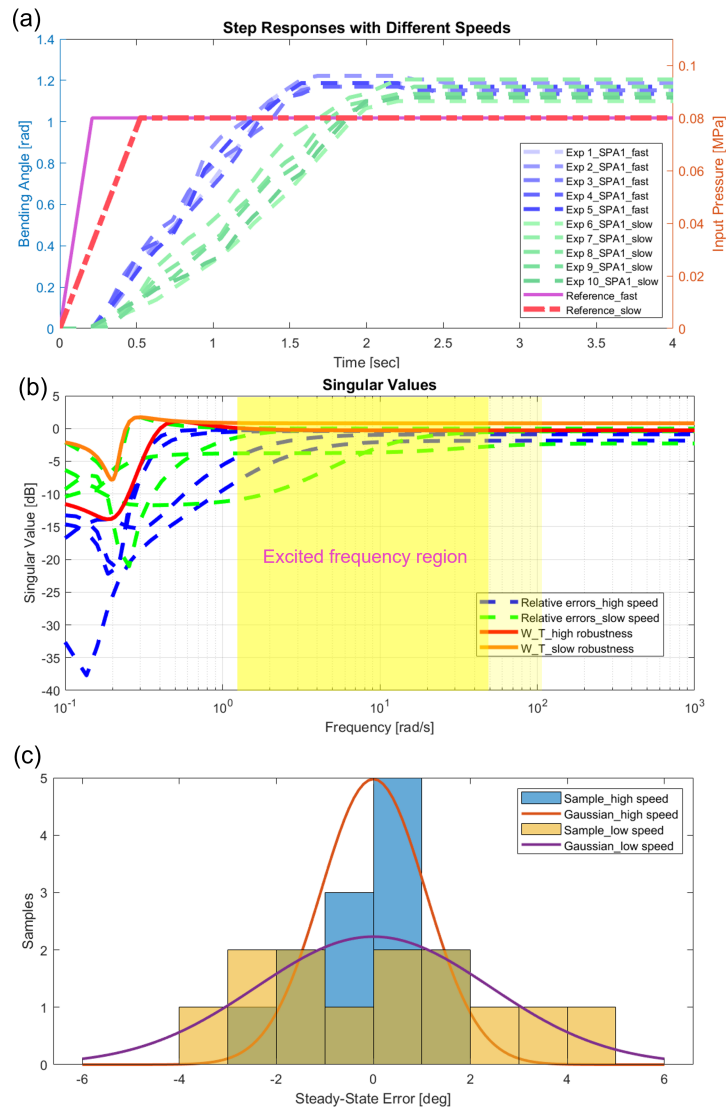 (a)
Step Responses with Different Speeds
Bending Angle [rad]
1.4
1.2
1
0.8
0.6
0.4
0.2
0
0 0.5 1 1.5 2 2.5 3 3.5 4
Time [sec]
0.1
0.08
0.06
0.04
0.02
0
Input Pressure [MPa]
Exp 1_SPA1_fast
Exp 2_SPA1_fast
Exp 3_SPA1_fast
Exp 4_SPA1_fast
Exp 5_SPA1_fast
Exp 6_SPA1_slow
Exp 7_SPA1_slow
Exp 8_SPA1_slow
Exp 9_SPA1_slow
Exp 10_SPA1_slow
Reference_fast
Reference_slow
(b)
Singular Values
Singular Value [dB]
5
0
-5
-10
-15
-20
-25
-30
-35
-40
Excited frequency region
Relative errors_high speed
Relative errors_slow speed
W_T_high robustness
W_T_slow robustness
10^-1 10^0 10^1 10^2 10^3
Frequency [rad/s]
(c)
Samples
5
4
3
2
1
0
Sample_high speed
Gaussian_high speed
Sample_low speed
Gaussian_low speed
-6 -4 -2 0 2 4 6
Steady-State Error [deg]